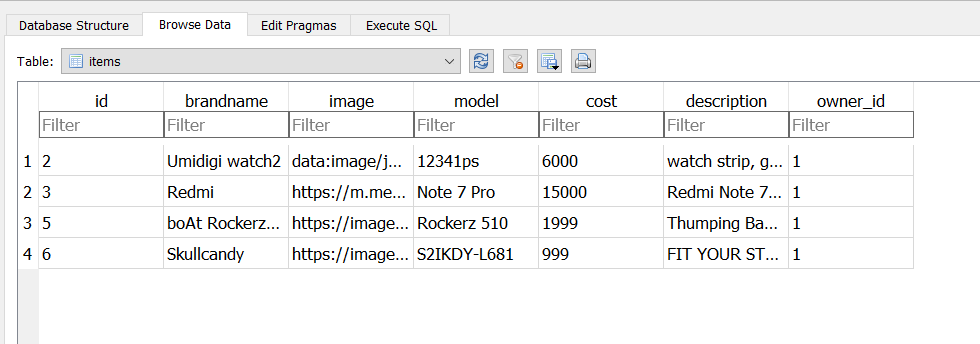 Database Structure Browse Data Edit Pragmas Execute SQL
Table: items
id brandname image model cost description owner_id
Filter Filter Filter Filter Filter Filter Filter
1 2 Umidigi watch2 data:image/j... 12341ps 6000 watch strip, g... 1
2 3 Redmi https://m.me... Note 7 Pro 15000 Redmi Note 7... 1
3 5 boAt Rockerz... https://image... Rockerz 510 1999 Thumping Ba... 1
4 6 Skullcandy https://image... S2IKDY-L681 999 FIT YOUR ST... 1